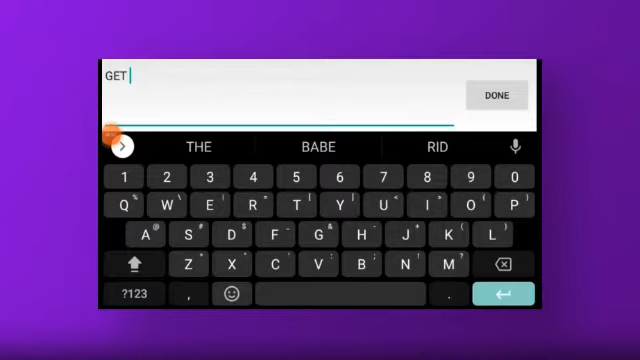 GET
DONE
THE BABE RID
1 2 3 4 5 6 7 8 9 0
Q % W \ E | R = T [ Y ] U < I > O ( P )
A @ S # D $ F _ G & H - J + K ( L )
Z * X " C ' V : B ; N ! M ?
?123 , .